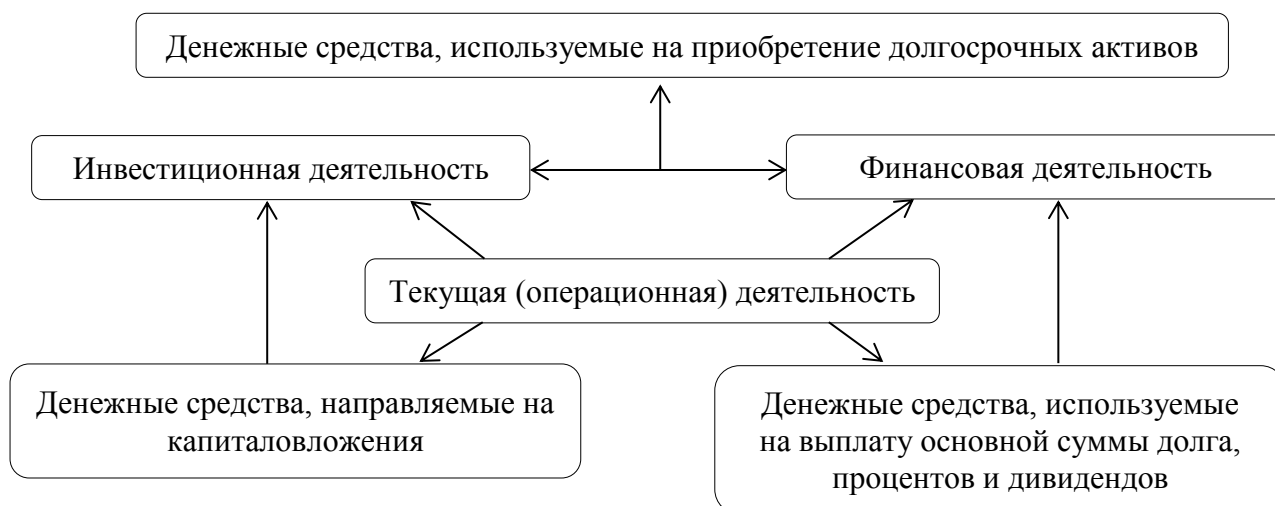 Денежные средства, используемые на приобретение долгосрочных активов
Инвестиционная деятельность
Финансовая деятельность
Текущая (операционная) деятельность
Денежные средства, направляемые на
капиталовложения
Денежные средства, используемые
на выплату основной суммы долга,
процентов и дивидендов